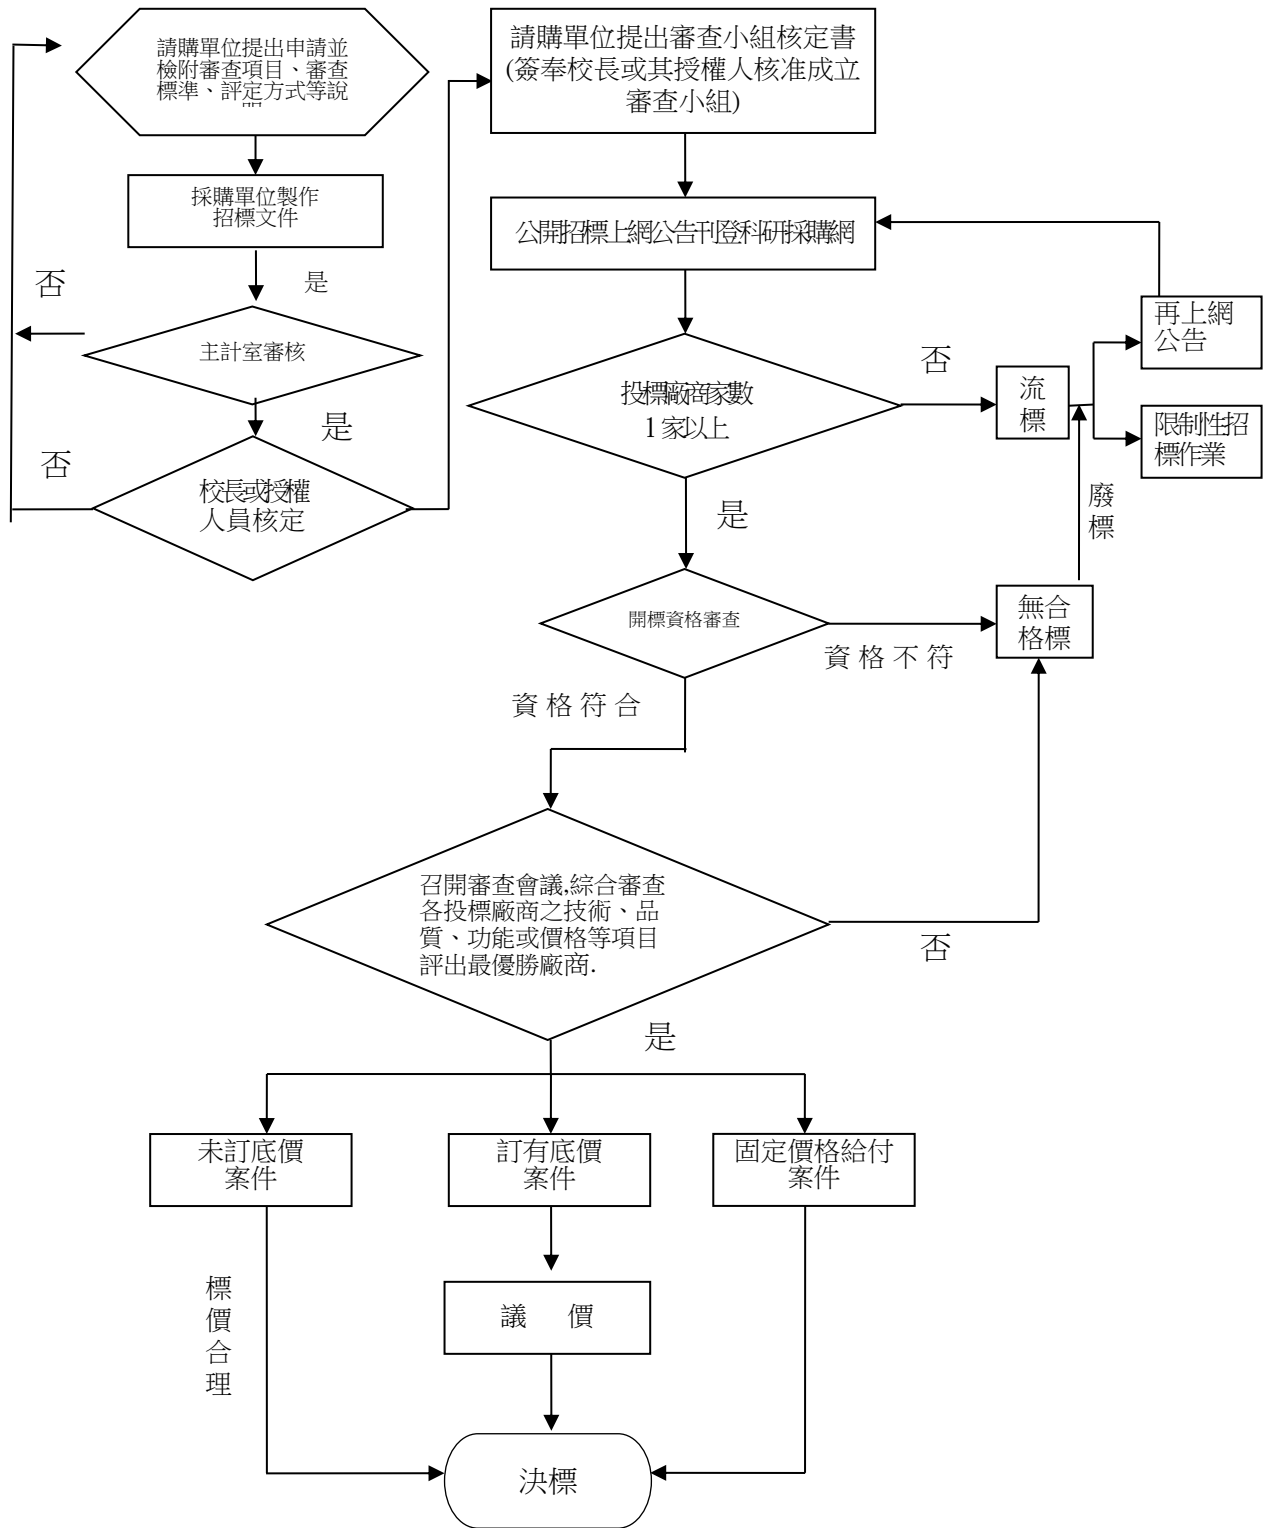 請購單位提出申請並
檢附審查項目、審查
標準、評定方式等說
採購單位製作
招標文件
是
否
主計室審核
是
否
校長或授權
人員核定
請購單位提出審查小組核定書
(簽奉校長或其授權人核准成立
審查小組)
公開招標上網公告刊登科研採購網
投標廠商家數
1家以上
否
流
標
再上網
公告
限制性招
標作業
廢
標
是
開標資格審查
資格不符
無合
格標
資格符合
召開審查會議,綜合審查
各投標廠商之技術、品
質、功能或價格等項目
評出最優勝廠商.
否
是
未訂底價
案件
訂有底價
案件
固定價格給付
案件
標
價
合
理
議 價
決標